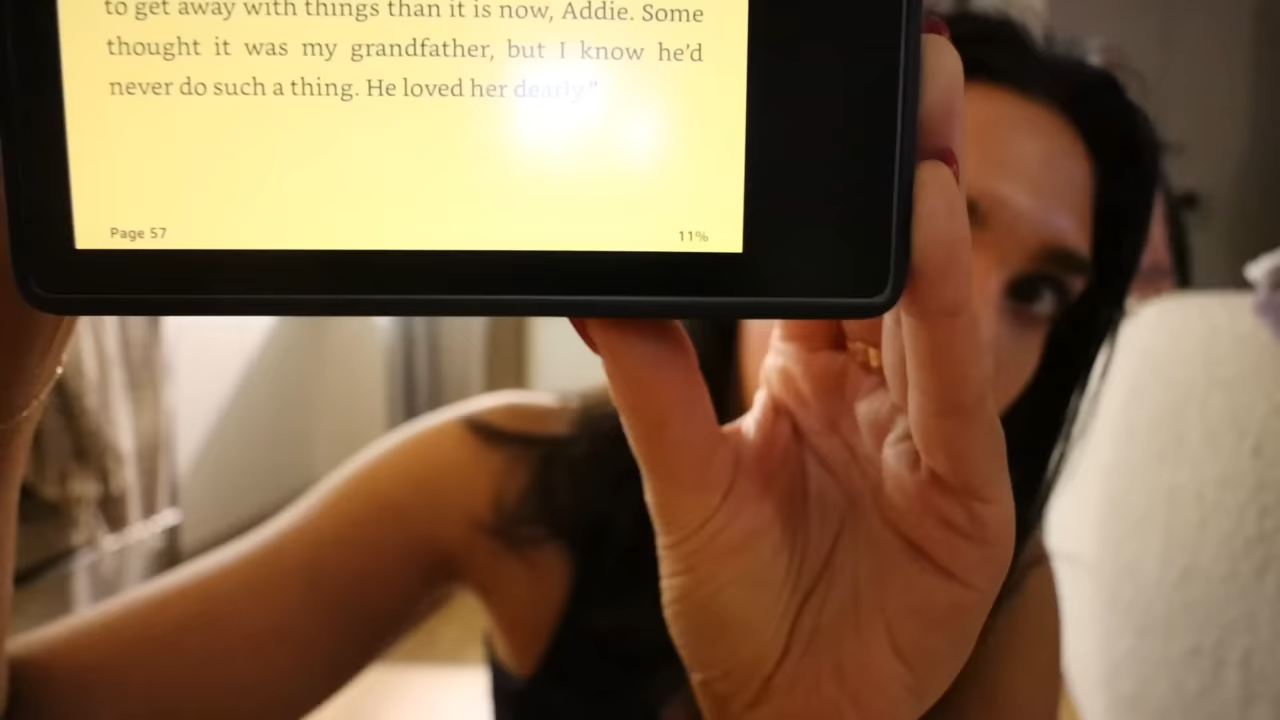 to get away with things than it is now, Addie. Some
thought it was my grandfather, but I know he'd
never do such a thing. He loved her dearly."
Page 57
11%